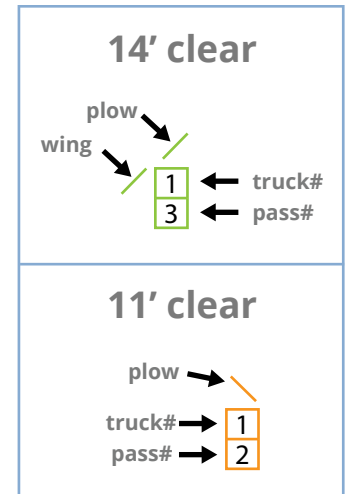 14’ clear
plow
wing
1 truck#
3 pass#
11’ clear
plow
truck# 1
pass# 2